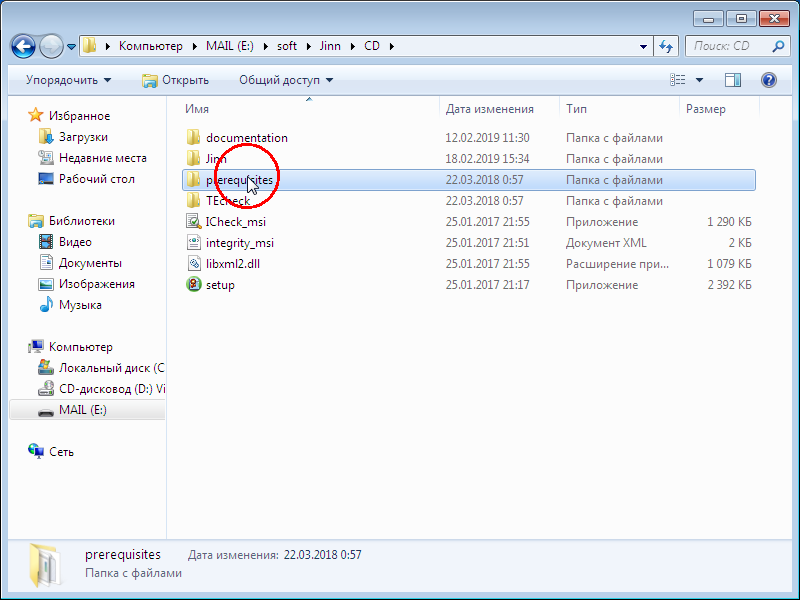 Компьютер MAIL (E:) soft Jinn CD Поиск: CD
Упорядочить Открыть Общий доступ
Имя Дата изменения Тип Размер
Избранное
Загрузки
Недавние места
Рабочий стол
Библиотеки
Видео
Документы
Изображения
Музыка
Компьютер
Локальный диск (C
CD-дисковод (D:) Vi
MAIL (E:)
Сеть
documentation 12.02.2019 11:30 Папка с файлами
Jinn 18.02.2019 15:34 Папка с файлами
prerequisites 22.03.2018 0:57 Папка с файлами
TEcheck 22.03.2018 0:57 Папка с файлами
ICheck_msi 25.01.2017 21:55 Приложение 1 290 КБ
integrity_msi 25.01.2017 21:51 Документ XML 2 КБ
libxml2.dll 25.01.2017 21:55 Расширение при... 1 079 КБ
setup 25.01.2017 21:17 Приложение 2 392 КБ
prerequisites Дата изменения: 22.03.2018 0:57
Папка с файлами